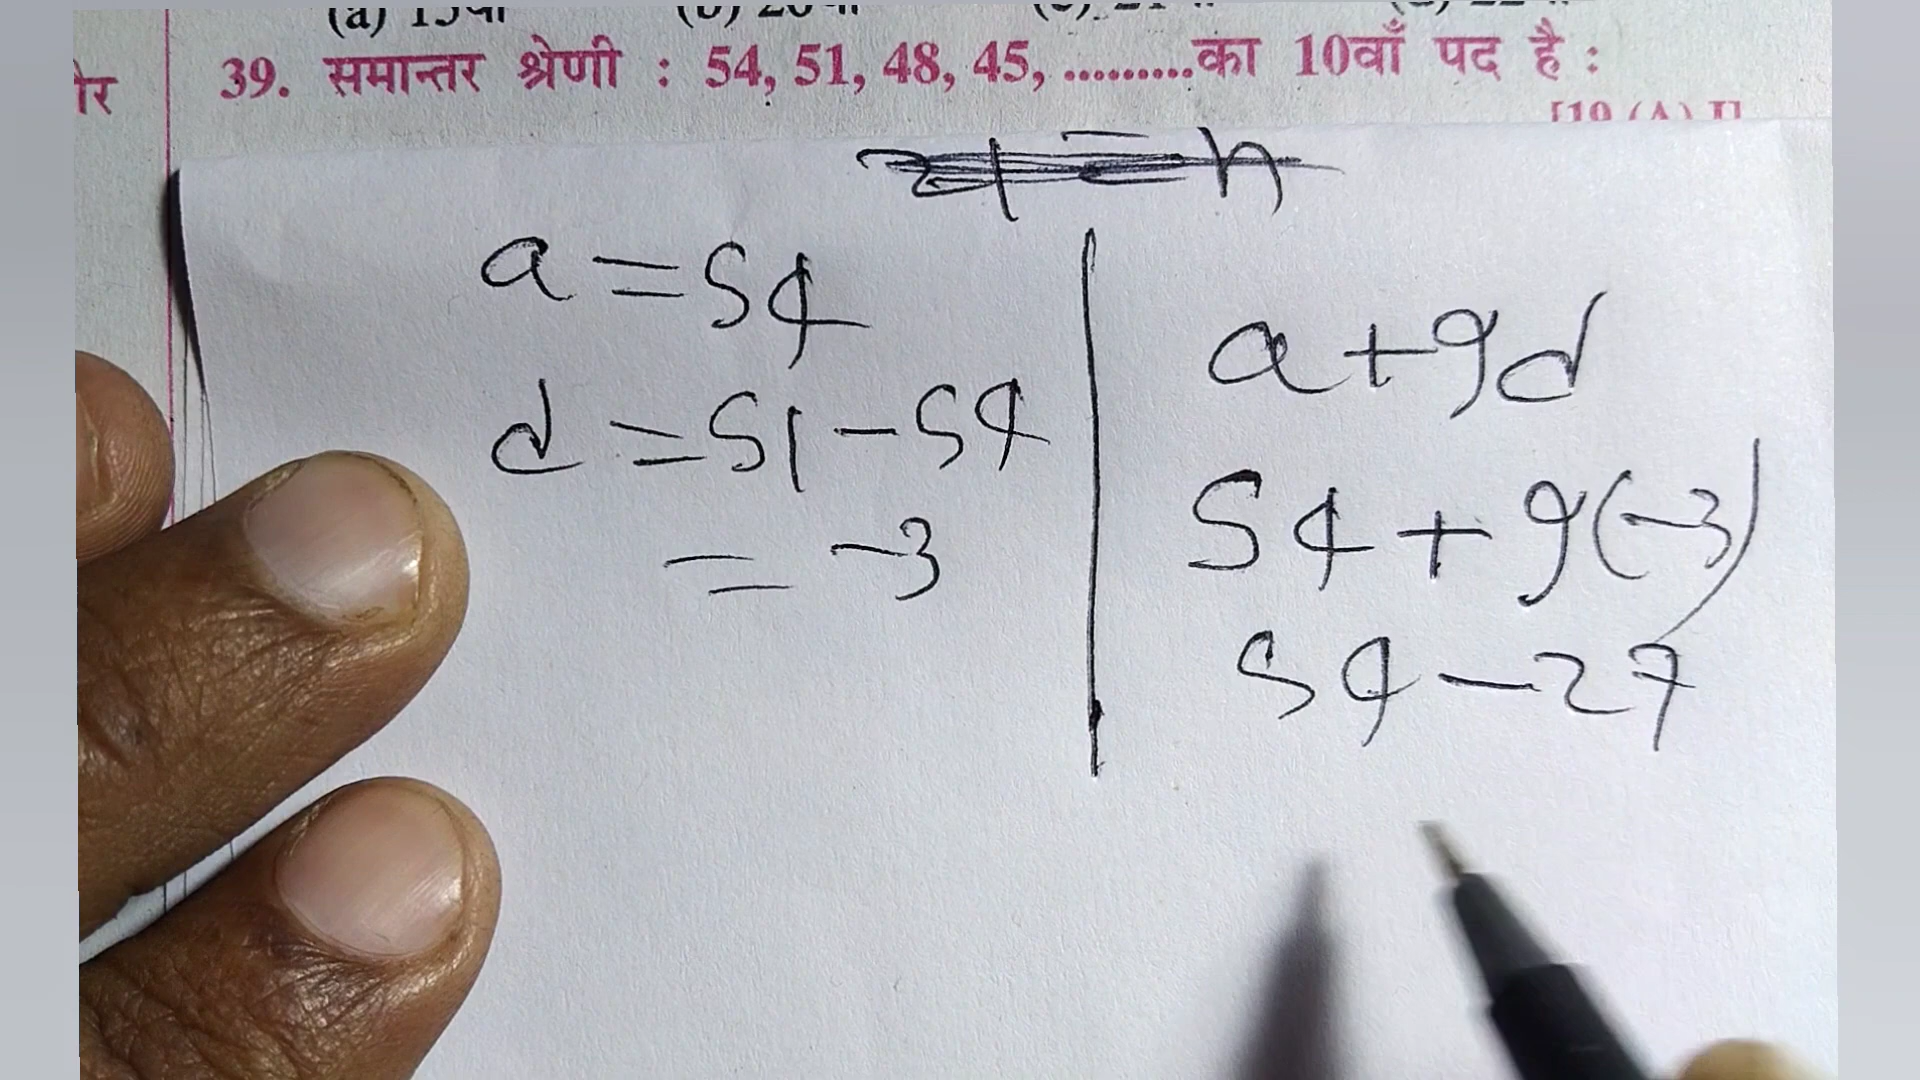 39. समान्तर श्रेणी : 54, 51, 48, 45, .........का 10वाँ पद है :
a = 54
d = 51 - 54
= -3
a + 9d
54 + 9(-3)
54 - 27